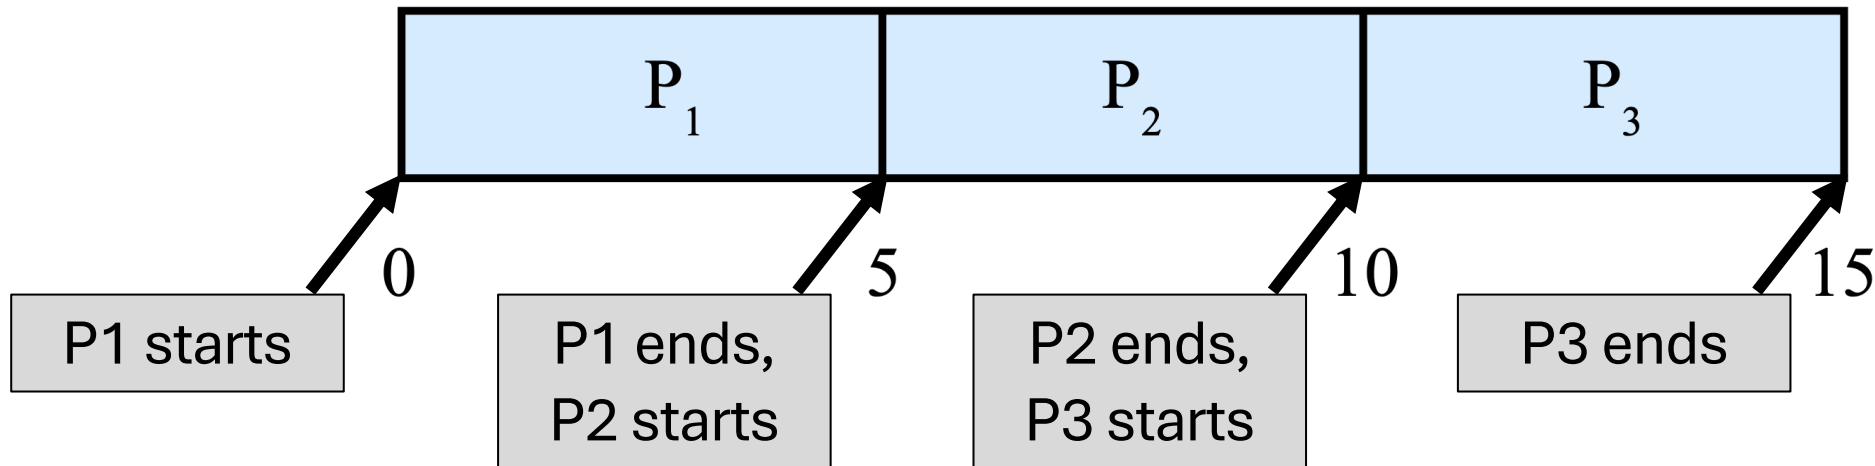 P₁ P₂ P₃
0 5 10 15
P1 starts
P1 ends,
P2 starts
P2 ends,
P3 starts
P3 ends